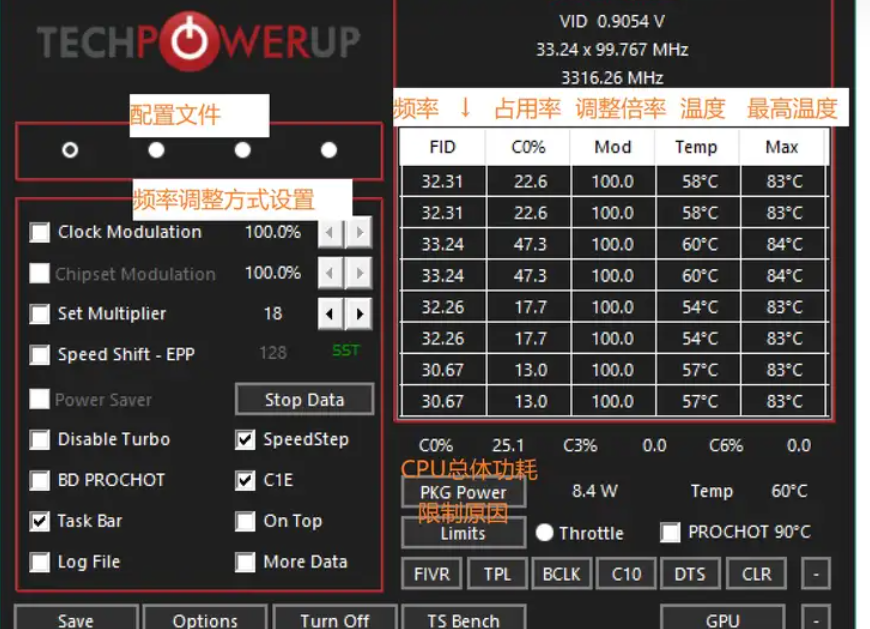 TECHPOWERUP
VID 0.9054 V
33.24 x 99.767 MHz
3316.26 MHz
配置文件
频率 ↓ 占用率 调整倍率 温度 最高温度
FID C0% Mod Temp Max
32.31 22.6 100.0 58°C 83°C
32.31 22.6 100.0 58°C 83°C
33.24 47.3 100.0 60°C 84°C
33.24 47.3 100.0 60°C 84°C
32.26 17.7 100.0 54°C 83°C
32.26 17.7 100.0 54°C 83°C
30.67 13.0 100.0 57°C 83°C
30.67 13.0 100.0 57°C 83°C
频率调整方式设置
Clock Modulation 100.0%
Chipset Modulation 100.0%
Set Multiplier 18
Speed Shift - EPP 128 SST
Power Saver Stop Data
Disable Turbo SpeedStep
BD PROCHOT C1E
Task Bar On Top
Log File More Data
C0% 25.1 C3% 0.0 C6% 0.0
CPU总体功耗
PKG Power 8.4 W Temp 60°C
限制原因
Limits Throttle PROCHOT 90°C
FIVR TPL BCLK C10 DTS CLR -
Save Options Turn Off TS Bench GPU -